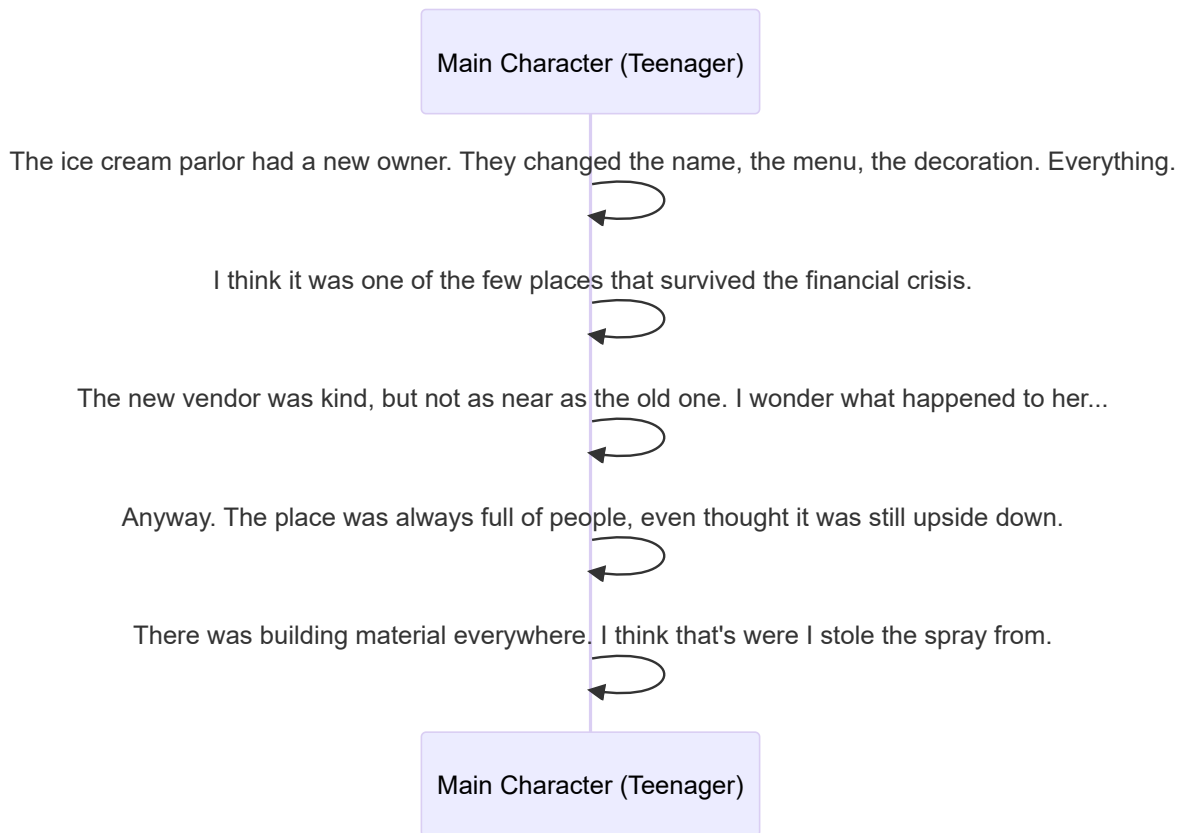 Main Character (Teenager)
The ice cream parlor had a new owner. They changed the name, the menu, the decoration. Everything.
I think it was one of the few places that survived the financial crisis.
The new vendor was kind, but not as near as the old one. I wonder what happened to her...
Anyway. The place was always full of people, even thought it was still upside down.
There was building material everywhere. I think that's were I stole the spray from.
Main Character (Teenager)